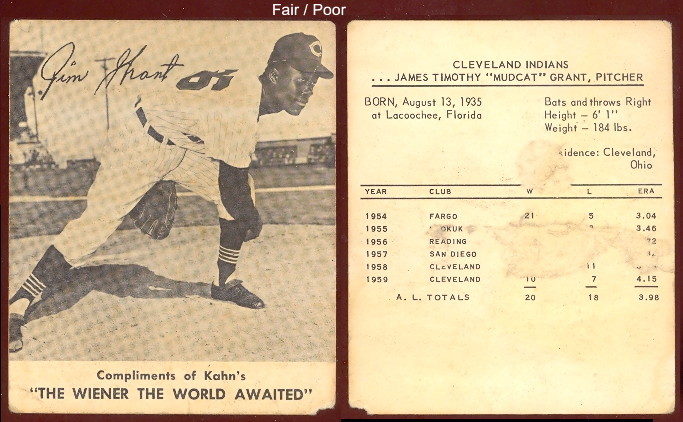 Fair / Poor
Jim Grant
C
Compliments of Kahn's
"THE WIENER THE WORLD AWAITED"
CLEVELAND INDIANS
... JAMES TIMOTHY "MUDCAT" GRANT, PITCHER
BORN, August 13, 1935
at Lacoochee, Florida
Bats and throws Right
Height – 6' 1"
Weight – 184 lbs.
idence: Cleveland,
Ohio
YEAR CLUB W L ERA
1954 FARGO 21 5 3.04
1955 OKUK 3.46
1956 READING
1957 SAN DIEGO
1958 CLEVELAND 11
1959 CLEVELAND 10 7 4.15
A. L. TOTALS 20 18 3.98